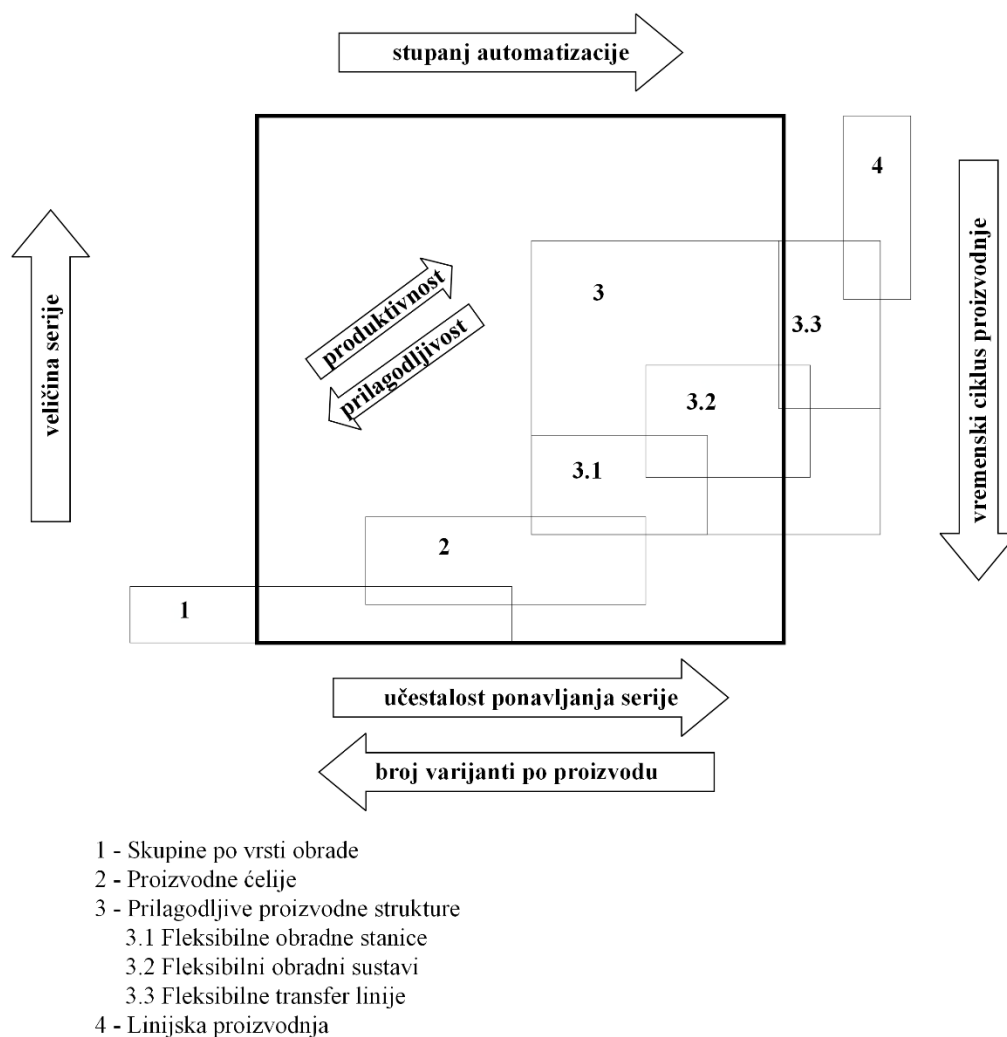 stupanj automatizacije
4
veličina serije
vremenski ciklus proizvodnje
produktivnost
prilagodljivost
3
3.3
3.2
3.1
2
1
učestalost ponavljanja serije
broj varijanti po proizvodu
1 - Skupine po vrsti obrade
2 - Proizvodne ćelije
3 - Prilagodljive proizvodne strukture
3.1 Fleksibilne obradne stanice
3.2 Fleksibilni obradni sustavi
3.3 Fleksibilne transfer linije
4 - Linijska proizvodnja